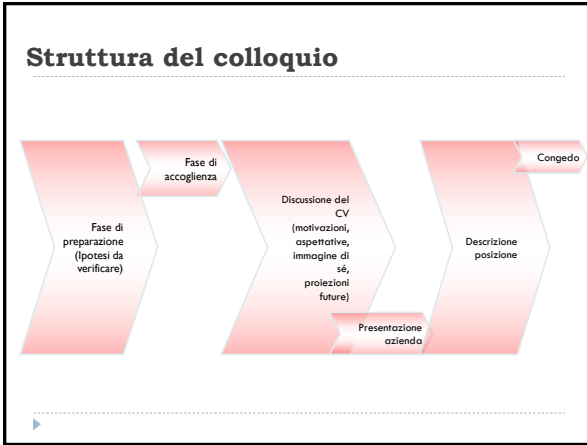 Struttura del colloquio
Fase di
preparazione
(Ipotesi da
verificare)
Fase di
accoglienza
Discussione del
CV
(motivazioni,
aspettative,
immagine di
sé,
proiezioni
future)
Presentazione
azienda
Descrizione
posizione
Congedo